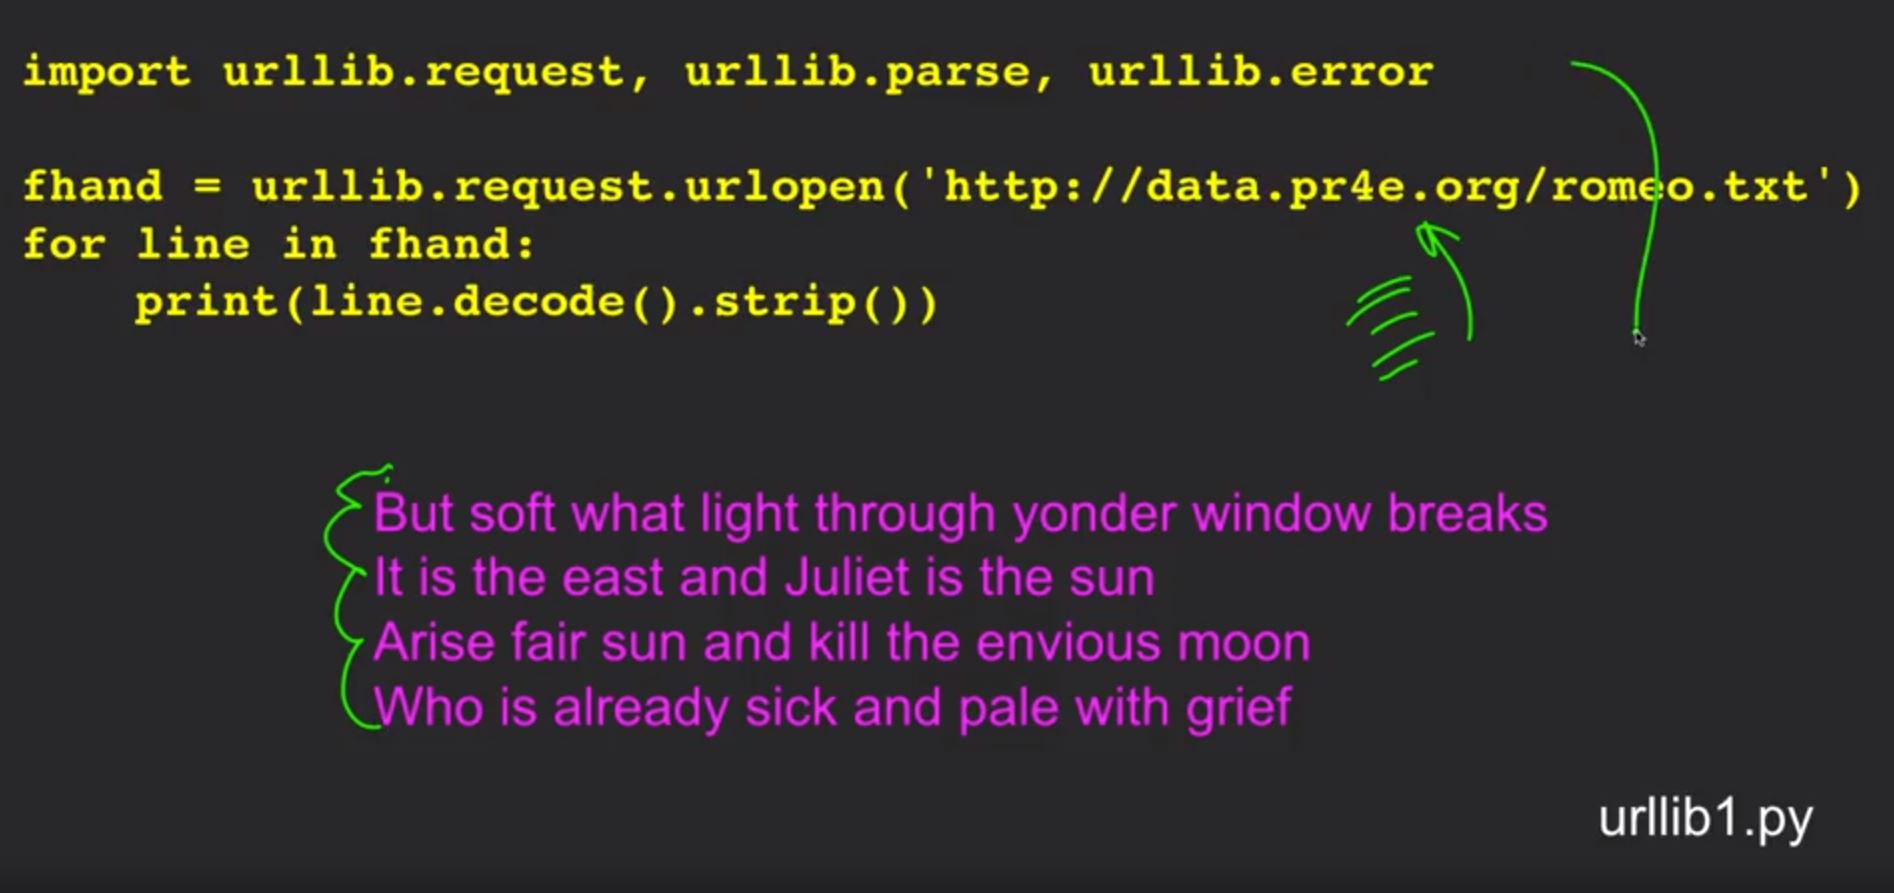 import urllib.request, urllib.parse, urllib.error
fhand = urllib.request.urlopen('http://data.pr4e.org/romeo.txt')
for line in fhand:
    print(line.decode().strip())
But soft what light through yonder window breaks
It is the east and Juliet is the sun
Arise fair sun and kill the envious moon
Who is already sick and pale with grief
urllib1.py